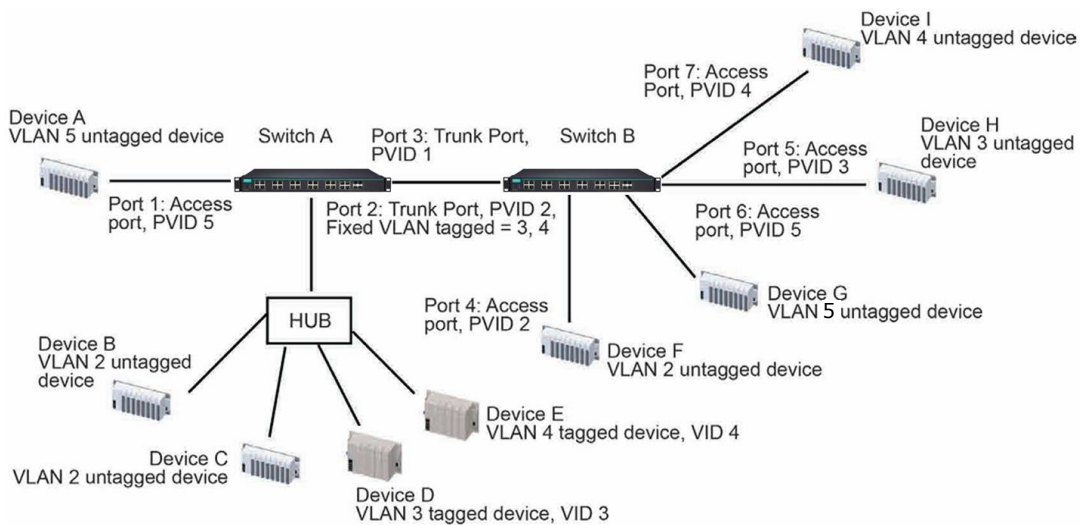 Device I
VLAN 4 untagged device
Port 7: Access
Port, PVID 4
Device A
VLAN 5 untagged device
Switch A
Port 3: Trunk Port,
PVID 1
Switch B
Device H
VLAN 3 untagged
device
Port 5: Access
port, PVID 3
Port 1: Access
port, PVID 5
Port 2: Trunk Port, PVID 2,
Fixed VLAN tagged = 3, 4
Port 6: Access
port, PVID 5
HUB
Port 4: Access
port, PVID 2
Device G
VLAN 5 untagged device
Device B
VLAN 2 untagged
device
Device F
VLAN 2 untagged device
Device E
VLAN 4 tagged device, VID 4
Device C
VLAN 2 untagged device
Device D
VLAN 3 tagged device, VID 3